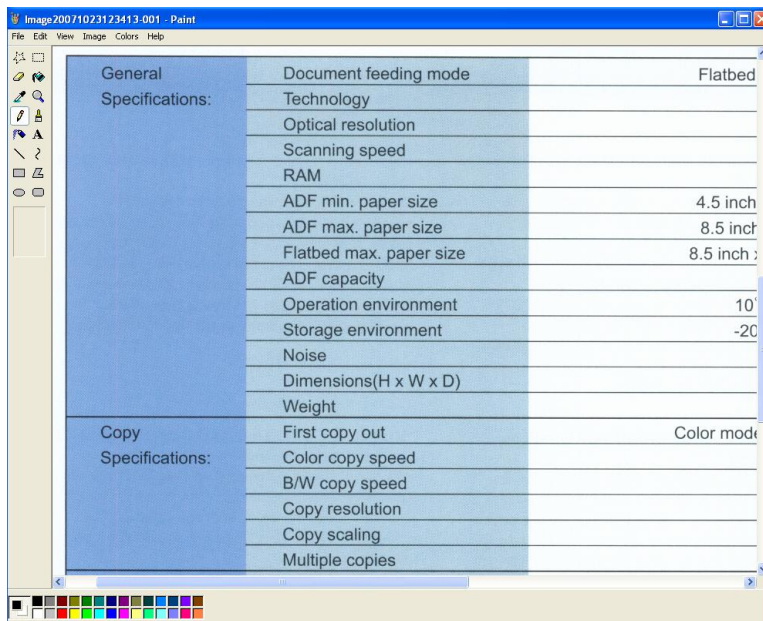 Image20071023123413-001 - Paint
File Edit View Image Colors Help
General Document feeding mode Flatbed
Specifications: Technology
Optical resolution
Scanning speed
RAM
ADF min. paper size 4.5 inch
ADF max. paper size 8.5 inch
Flatbed max. paper size 8.5 inch x
ADF capacity
Operation environment 10°
Storage environment -20
Noise
Dimensions(H x W x D)
Weight
Copy First copy out Color mode
Specifications: Color copy speed
B/W copy speed
Copy resolution
Copy scaling
Multiple copies